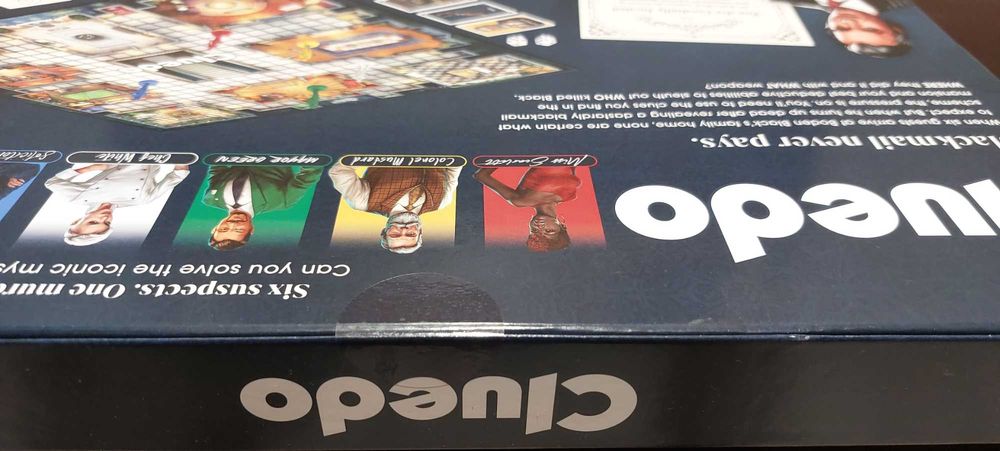 Cluedo
Six suspects. One mur
Can you solve the iconic mys
luedo
Miss Scarlett
Colonel Mustard
Mayor Green
Chef White
lackmail never pays.
six guests arrive at Boden Black's family home, none are certain what
to expect. But when he turns up dead after revealing a dastardly blackmail
scheme, the pressure is on. You'll need to use the clues you find in the
and your best deductive abilities to sleuth out WHO killed Black,
WHERE they did it and with WHAT weapon?